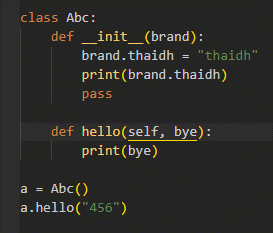 class Abc:
    def __init__(brand):
        brand.thaidh = "thaidh"
        print(brand.thaidh)
        pass

    def hello(self, bye):
        print(bye)

a = Abc()
a.hello("456")